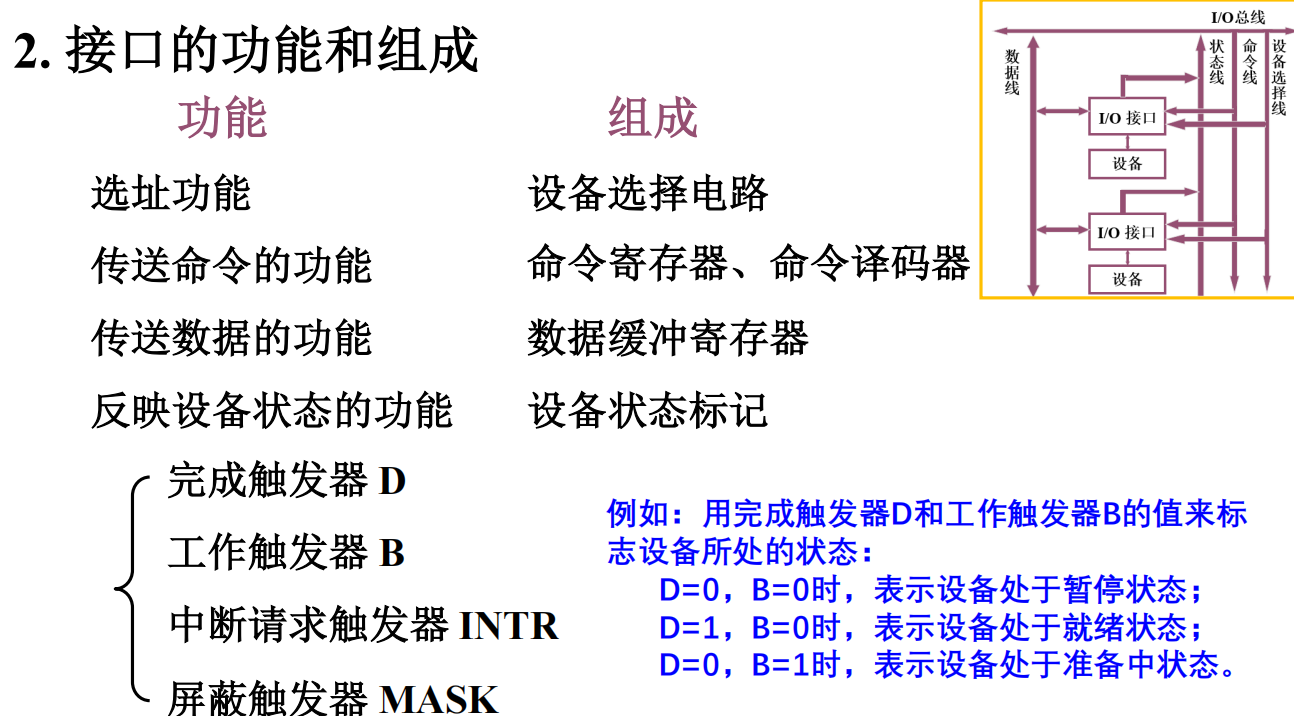 2. 接口的功能和组成
功能
组成
选址功能
设备选择电路
传送命令的功能
命令寄存器、命令译码器
传送数据的功能
数据缓冲寄存器
反映设备状态的功能
设备状态标记
完成触发器 D
工作触发器 B
中断请求触发器 INTR
屏蔽触发器 MASK
例如：用完成触发器D和工作触发器B的值来标
志设备所处的状态：
D=0，B=0时，表示设备处于暂停状态；
D=1，B=0时，表示设备处于就绪状态；
D=0，B=1时，表示设备处于准备中状态。
I/O总线
数据线
状态线
命令线
设备选择线
I/O 接口
设备
I/O 接口
设备